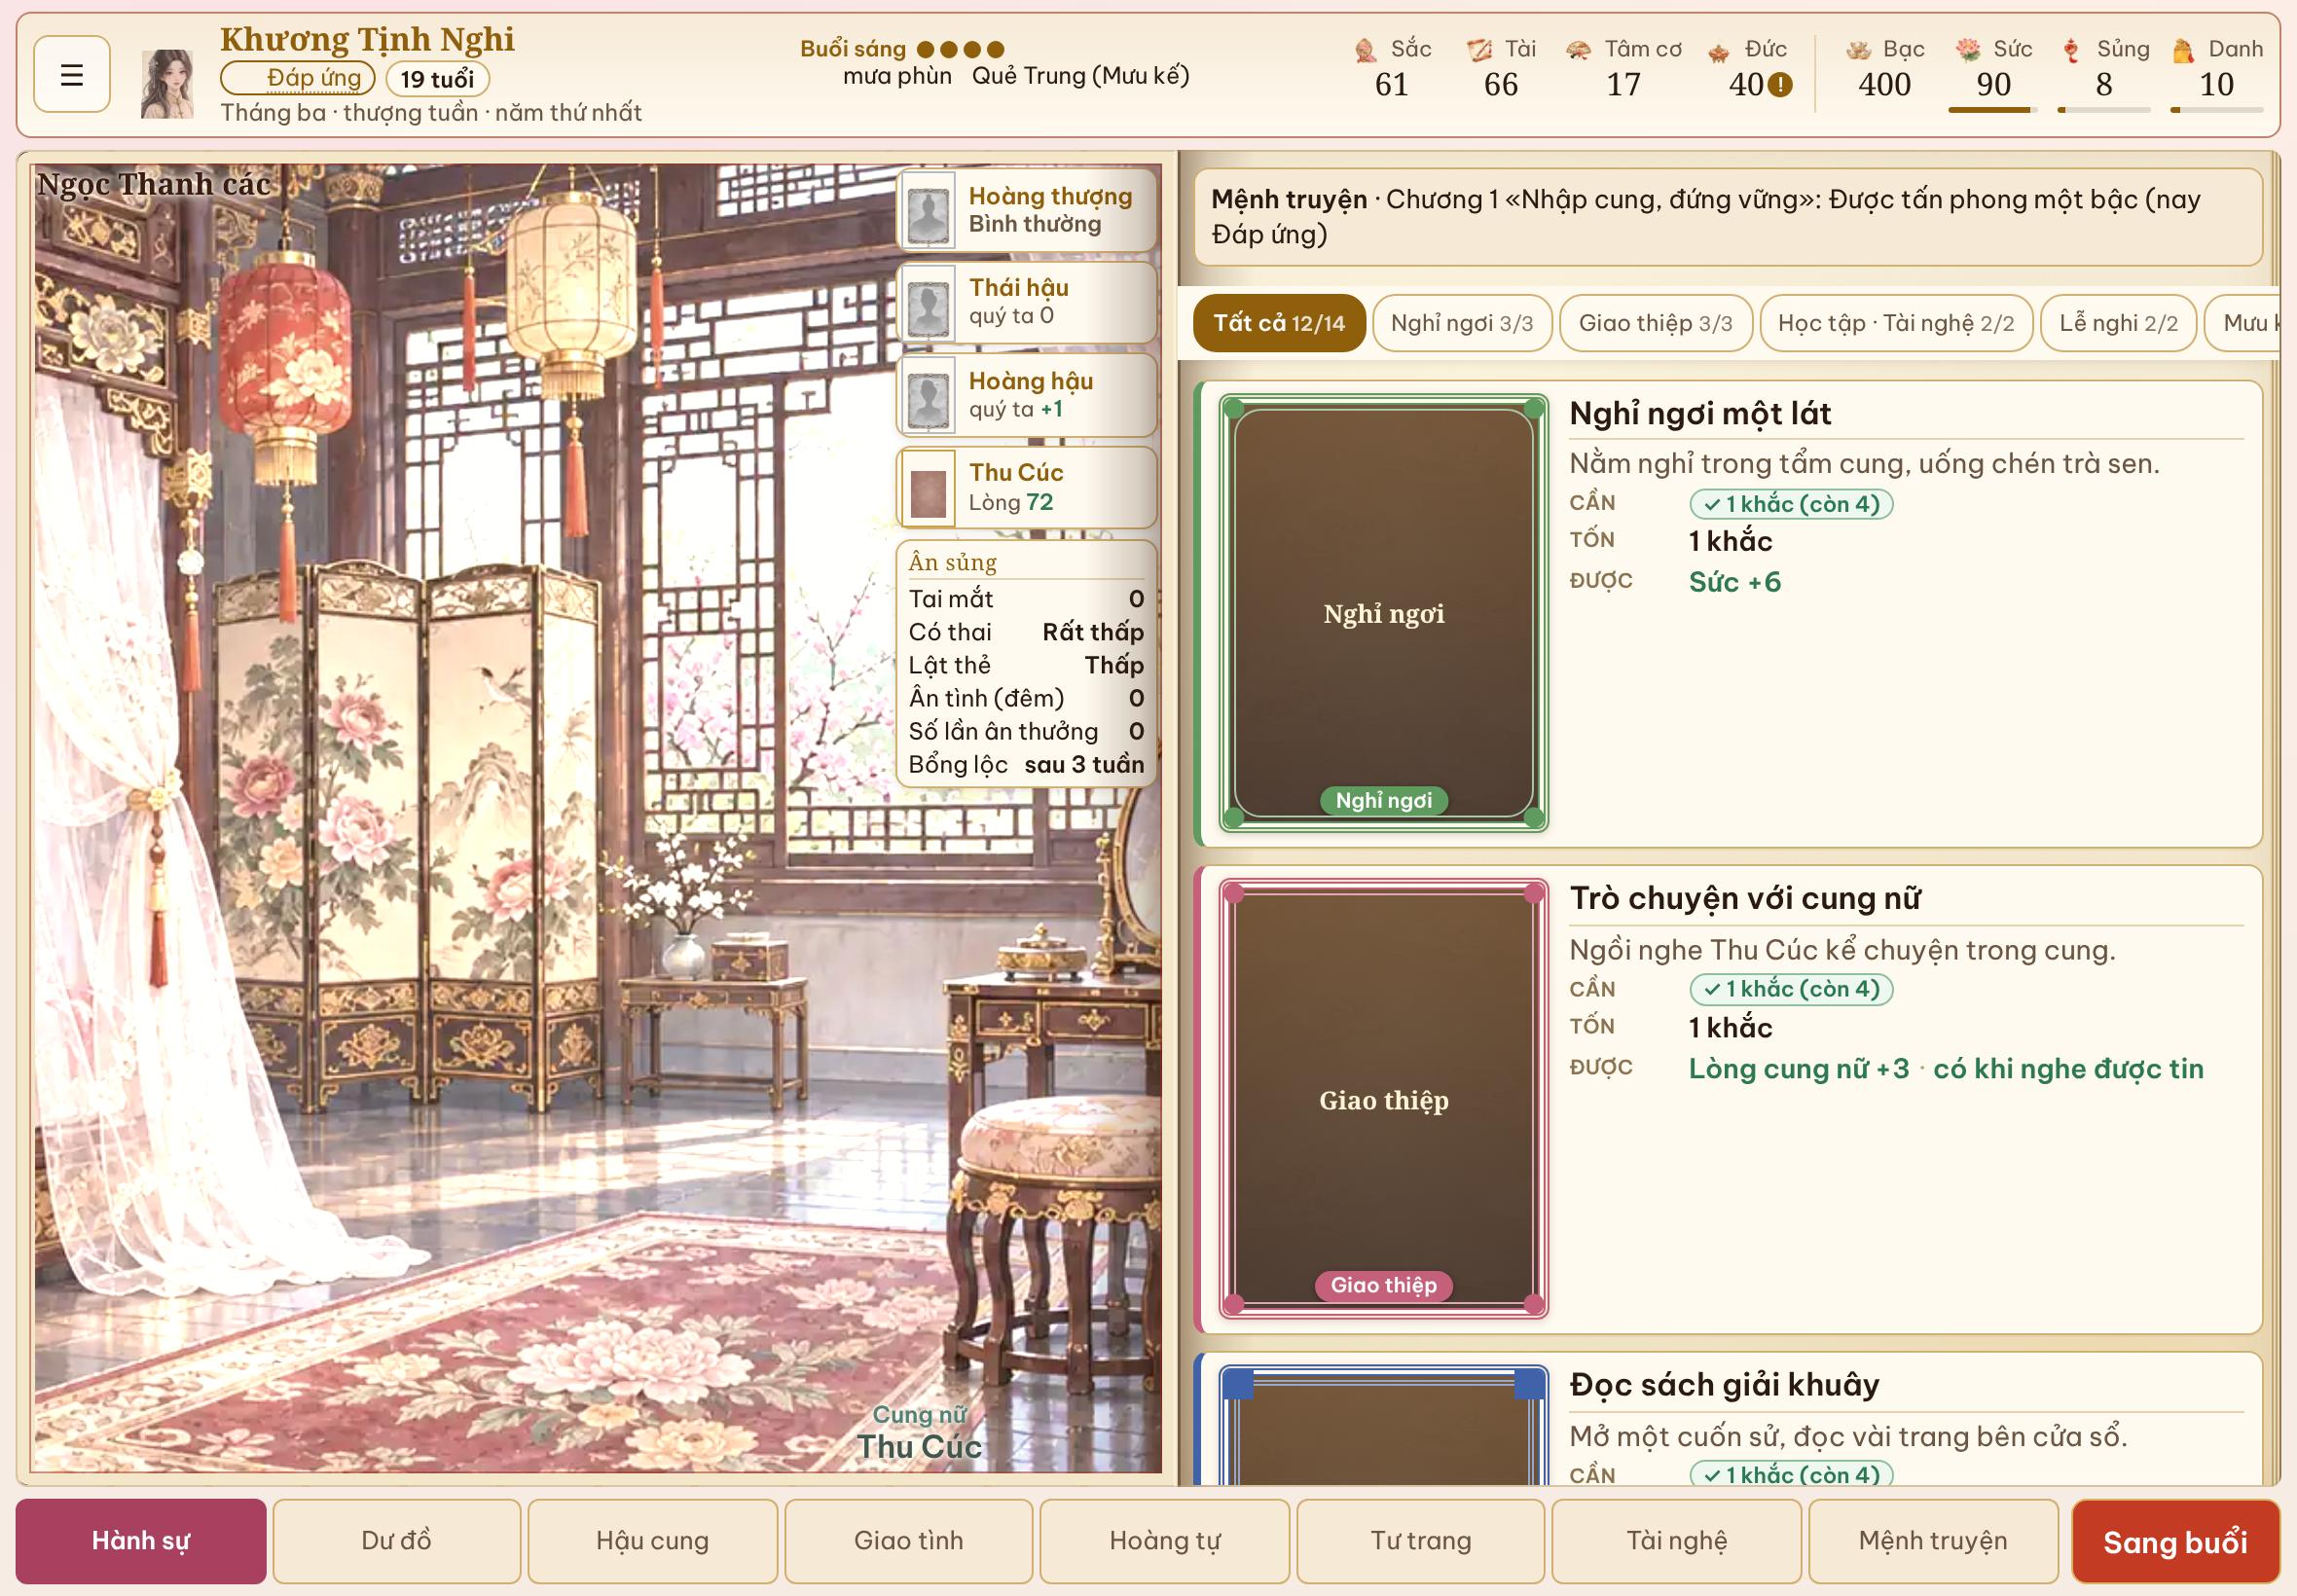 ☰
Khương Tịnh Nghi
Đáp ứng 19 tuổi
Tháng ba · thượng tuần · năm thứ nhất
Buổi sáng
mưa phùn Quẻ Trung (Mưu kế)
Sắc Tài Tâm cơ Đức Bạc Sức Sủng Danh
61 66 17 40! 400 90 8 10
Ngọc Thanh các
Hoàng thượng
Bình thường
Thái hậu
quý ta 0
Hoàng hậu
quý ta +1
Thu Cúc
Lòng 72
Ân sủng
Tai mắt 0
Có thai Rất thấp
Lật thẻ Thấp
Ân tình (đêm) 0
Số lần ân thưởng 0
Bổng lộc sau 3 tuần
Cung nữ
Thu Cúc
Mệnh truyện · Chương 1 «Nhập cung, đứng vững»: Được tấn phong một bậc (nay
Đáp ứng)
Tất cả 12/14 Nghỉ ngơi 3/3 Giao thiệp 3/3 Học tập · Tài nghệ 2/2 Lễ nghi 2/2 Mưu k
Nghỉ ngơi
Nghỉ ngơi
Nghỉ ngơi một lát
Nằm nghỉ trong tẩm cung, uống chén trà sen.
CẦN ✓ 1 khắc (còn 4)
TỐN 1 khắc
ĐƯỢC Sức +6
Giao thiệp
Giao thiệp
Trò chuyện với cung nữ
Ngồi nghe Thu Cúc kể chuyện trong cung.
CẦN ✓ 1 khắc (còn 4)
TỐN 1 khắc
ĐƯỢC Lòng cung nữ +3 · có khi nghe được tin
Đọc sách giải khuây
Mở một cuốn sử, đọc vài trang bên cửa sổ.
CẦN ✓ 1 khắc (còn 4)
Hành sự Dư đồ Hậu cung Giao tình Hoàng tự Tư trang Tài nghệ Mệnh truyện Sang buổi